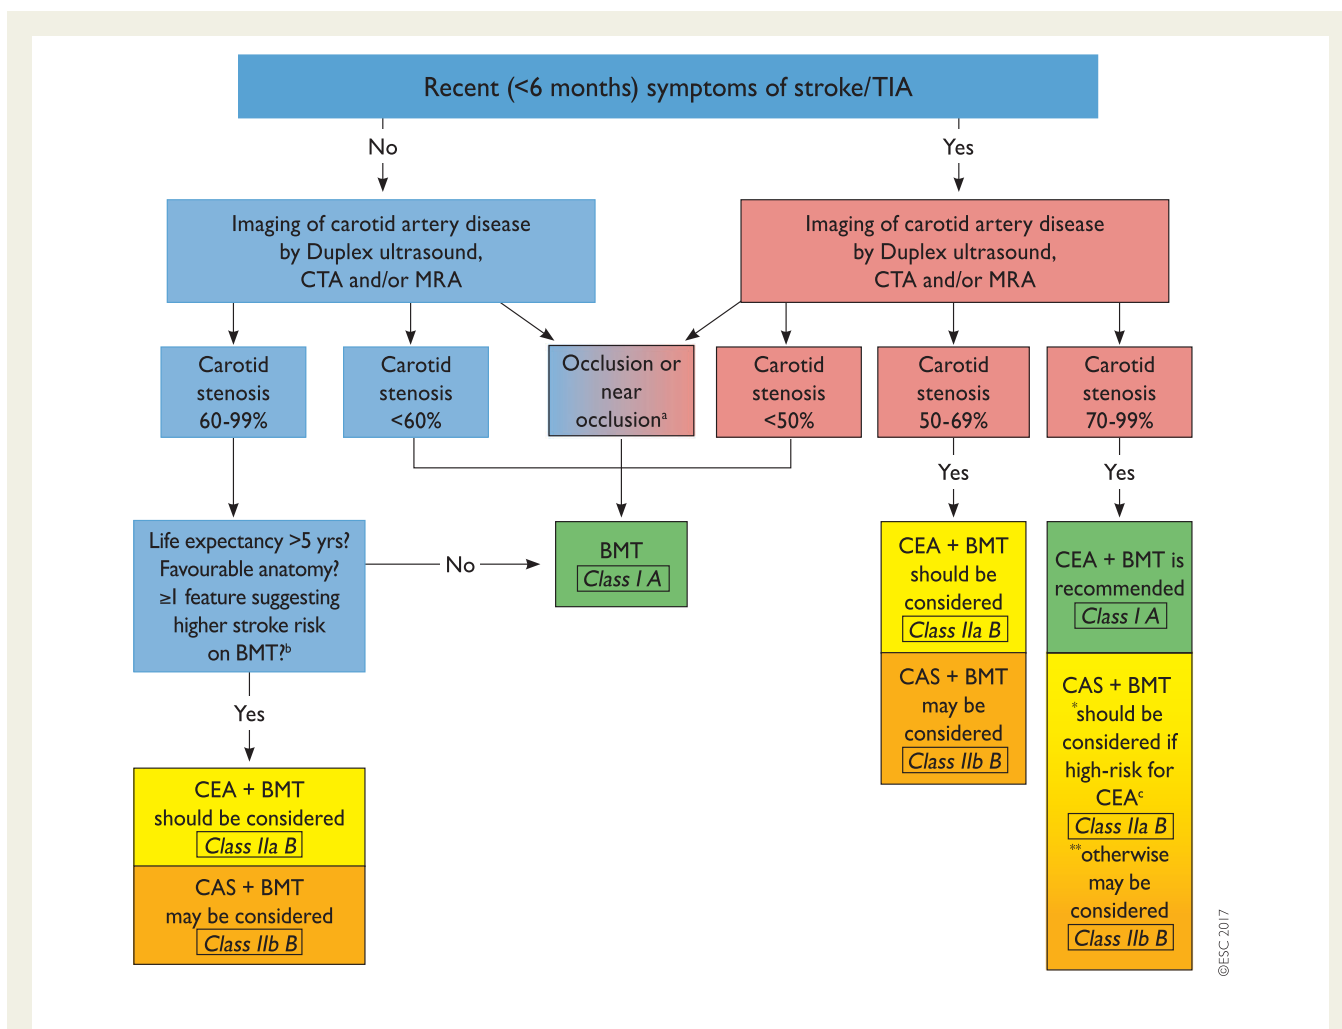 Recent (<6 months) symptoms of stroke/TIA
No
Yes
Imaging of carotid artery disease
by Duplex ultrasound,
CTA and/or MRA
Imaging of carotid artery disease
by Duplex ultrasound,
CTA and/or MRA
Carotid
stenosis
60-99%
Carotid
stenosis
<60%
Occlusion or
near
occlusionᵃ
Carotid
stenosis
<50%
Carotid
stenosis
50-69%
Carotid
stenosis
70-99%
Yes
Yes
Life expectancy >5 yrs?
Favourable anatomy?
≥1 feature suggesting
higher stroke risk
on BMT?ᵇ
No
BMT
Class I A
CEA + BMT
should be
considered
Class IIa B
CAS + BMT
may be
considered
Class IIb B
CEA + BMT is
recommended
Class I A
CAS + BMT
*should be
considered if
high-risk for
CEAᶜ
Class IIa B
**otherwise
may be
considered
Class IIb B
Yes
CEA + BMT
should be considered
Class IIa B
CAS + BMT
may be considered
Class IIb B
©ESC 2017